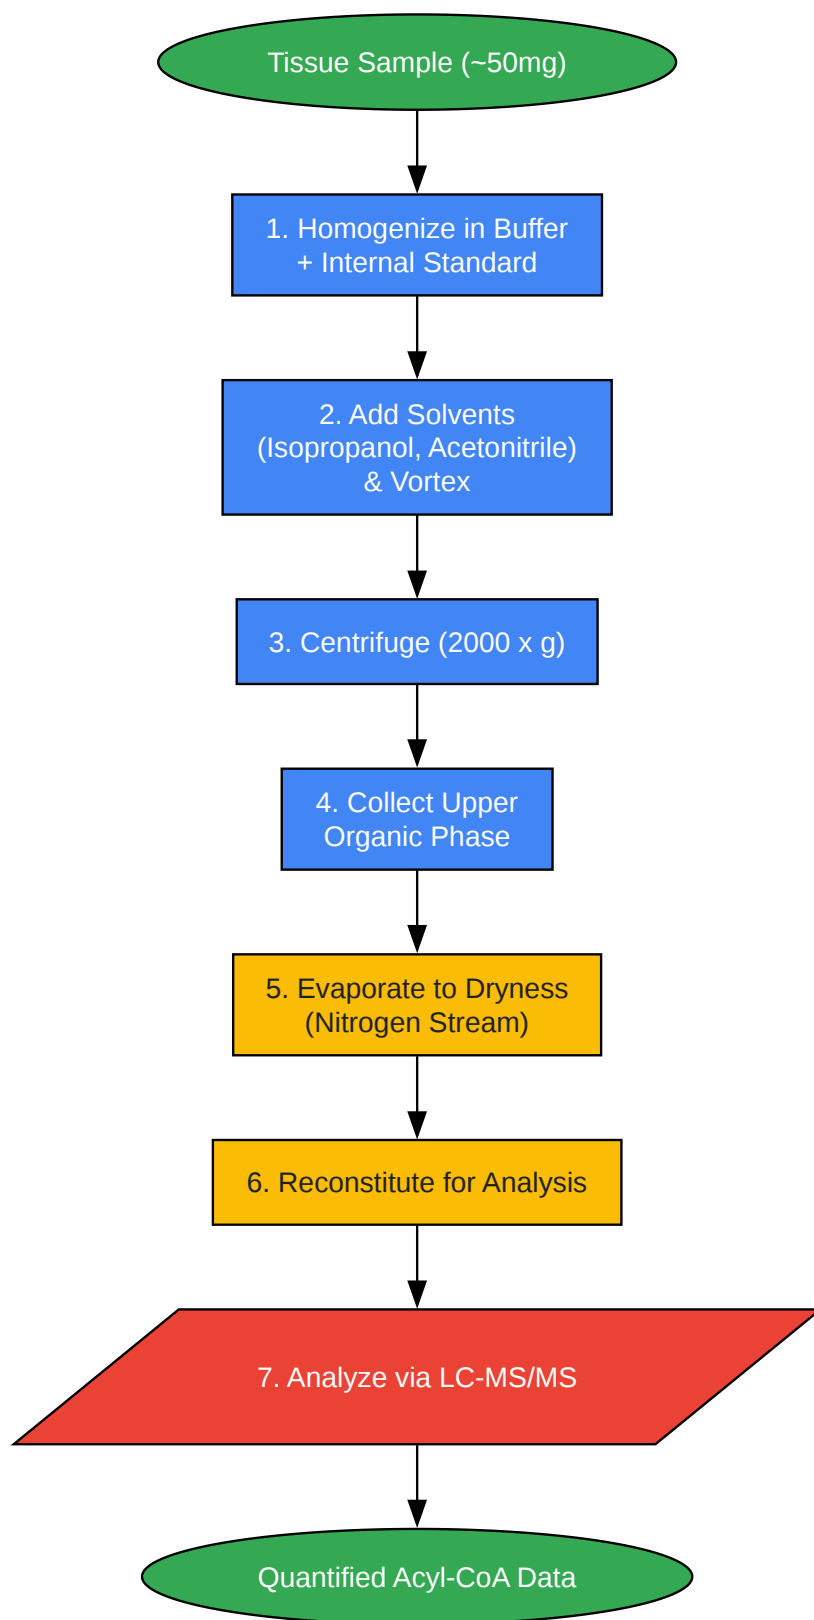 Tissue Sample (~50mg)
1. Homogenize in Buffer
+ Internal Standard
2. Add Solvents
(Isopropanol, Acetonitrile)
& Vortex
3. Centrifuge (2000 x g)
4. Collect Upper
Organic Phase
5. Evaporate to Dryness
(Nitrogen Stream)
6. Reconstitute for Analysis
7. Analyze via LC-MS/MS
Quantified Acyl-CoA Data